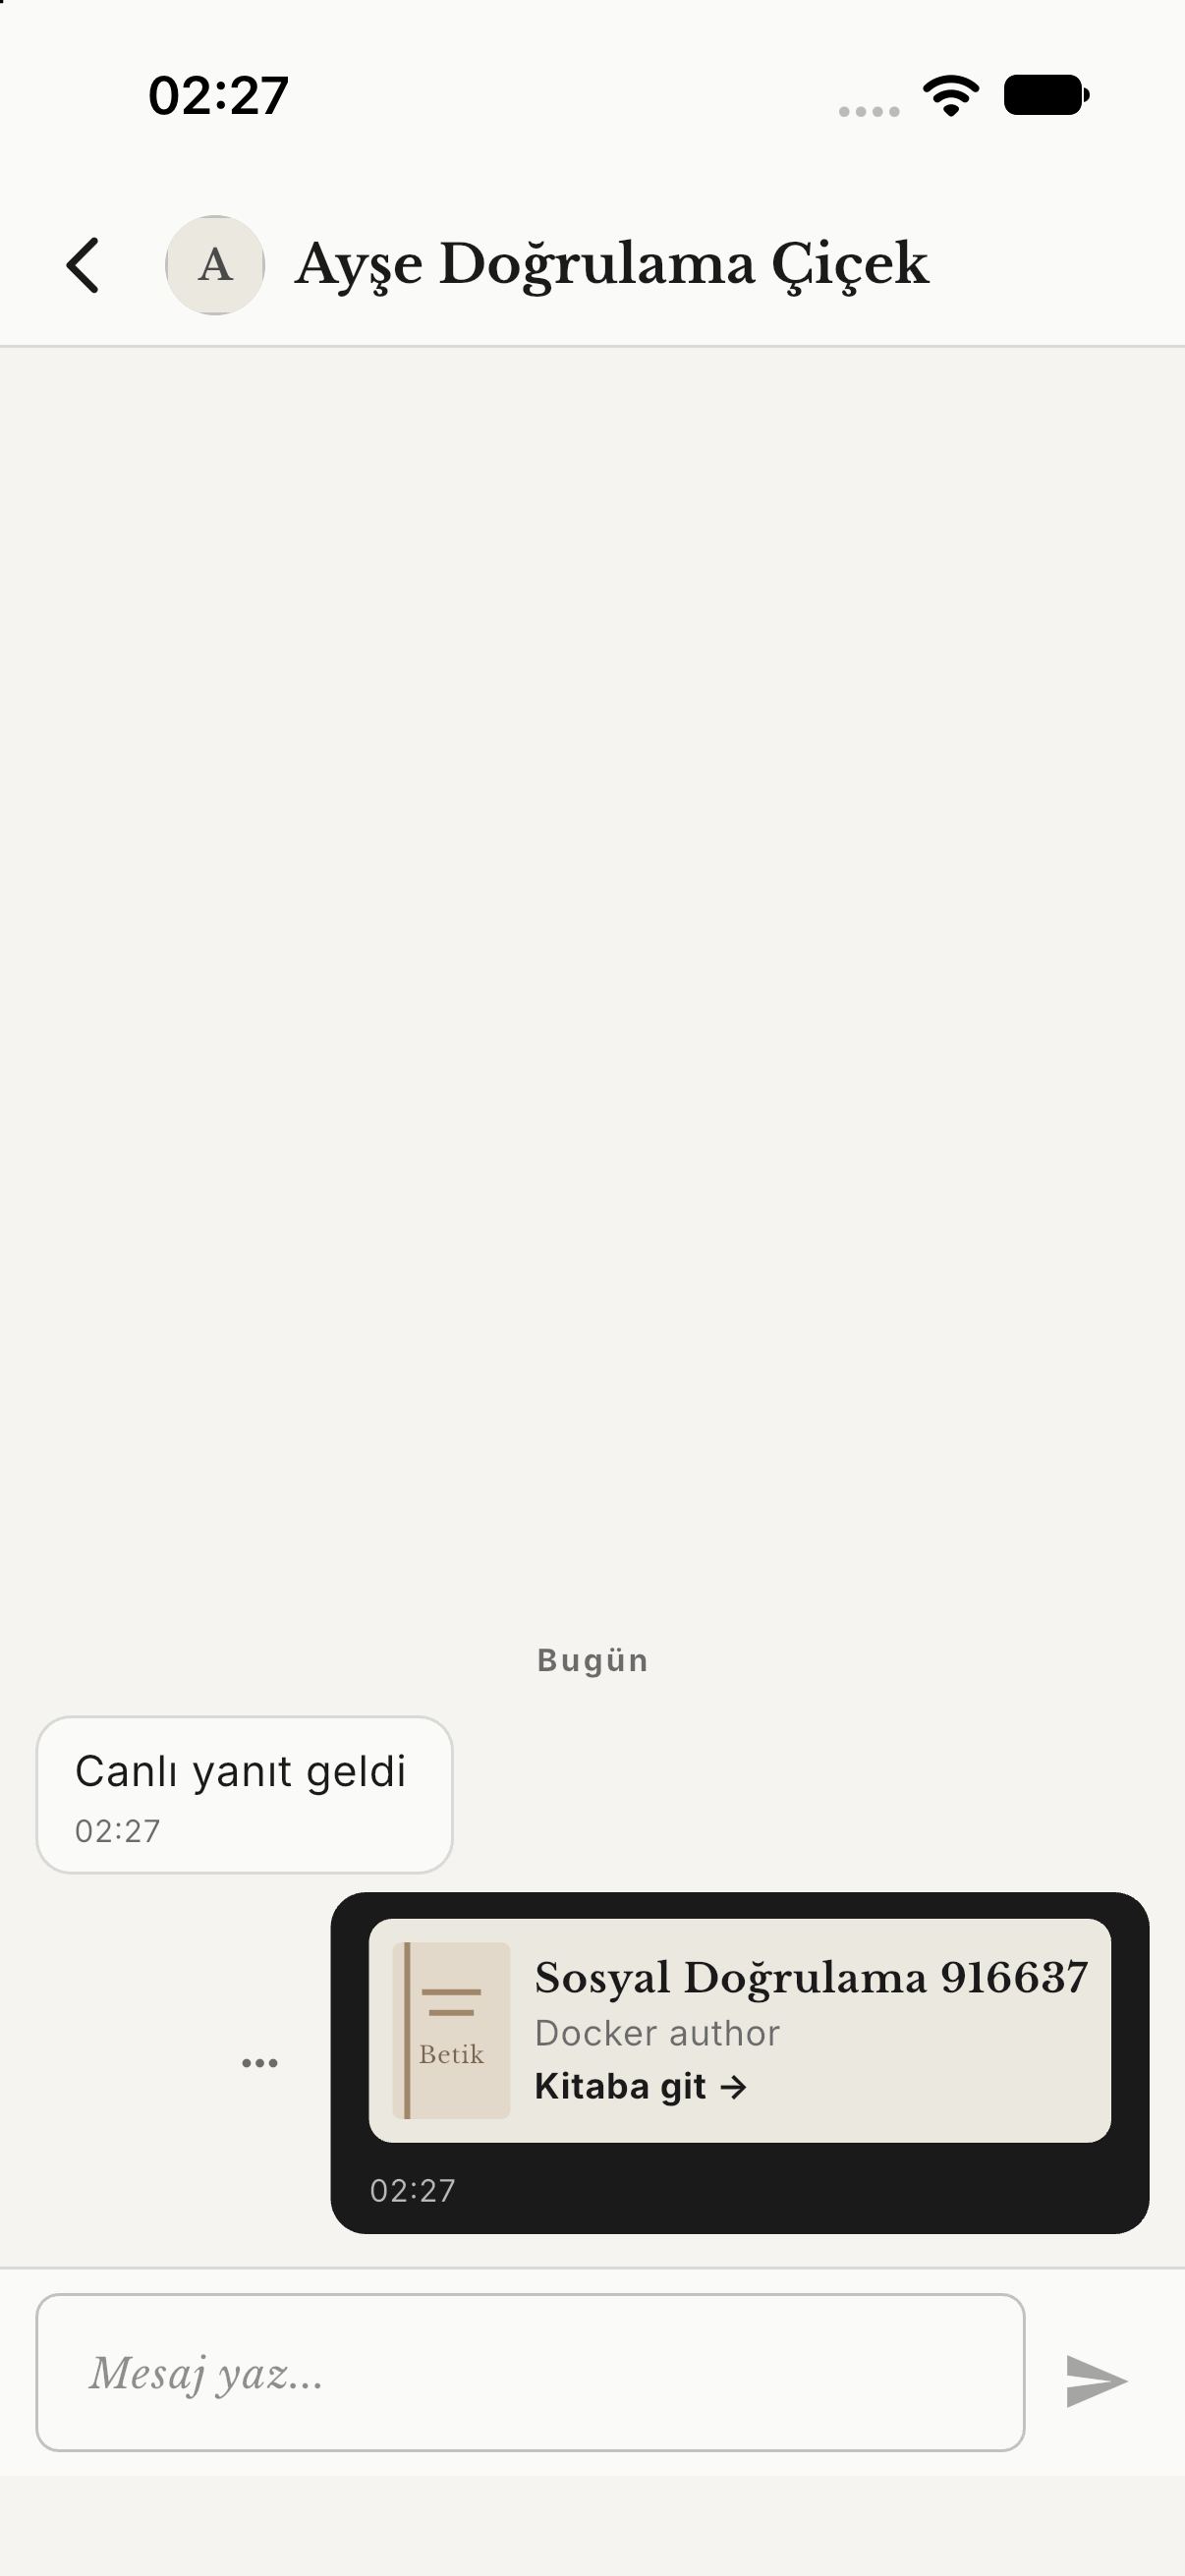 02:27
A
Ayşe Doğrulama Çiçek
Bugün
Canlı yanıt geldi
02:27
Betik
Sosyal Doğrulama 916637
Docker author
Kitaba git →
02:27
Mesaj yaz...